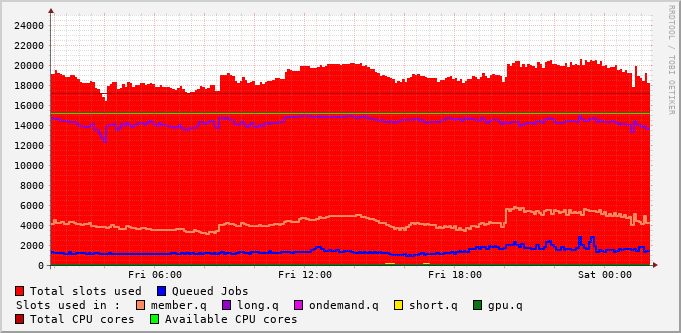 RRDTOOL / TOBI OETIKER
24000
22000
20000
18000
16000
14000
12000
10000
8000
6000
4000
2000
0
Fri 06:00 Fri 12:00 Fri 18:00 Sat 00:00
Total slots used Queued Jobs
Slots used in : member.q long.q ondemand.q short.q gpu.q
Total CPU cores Available CPU cores